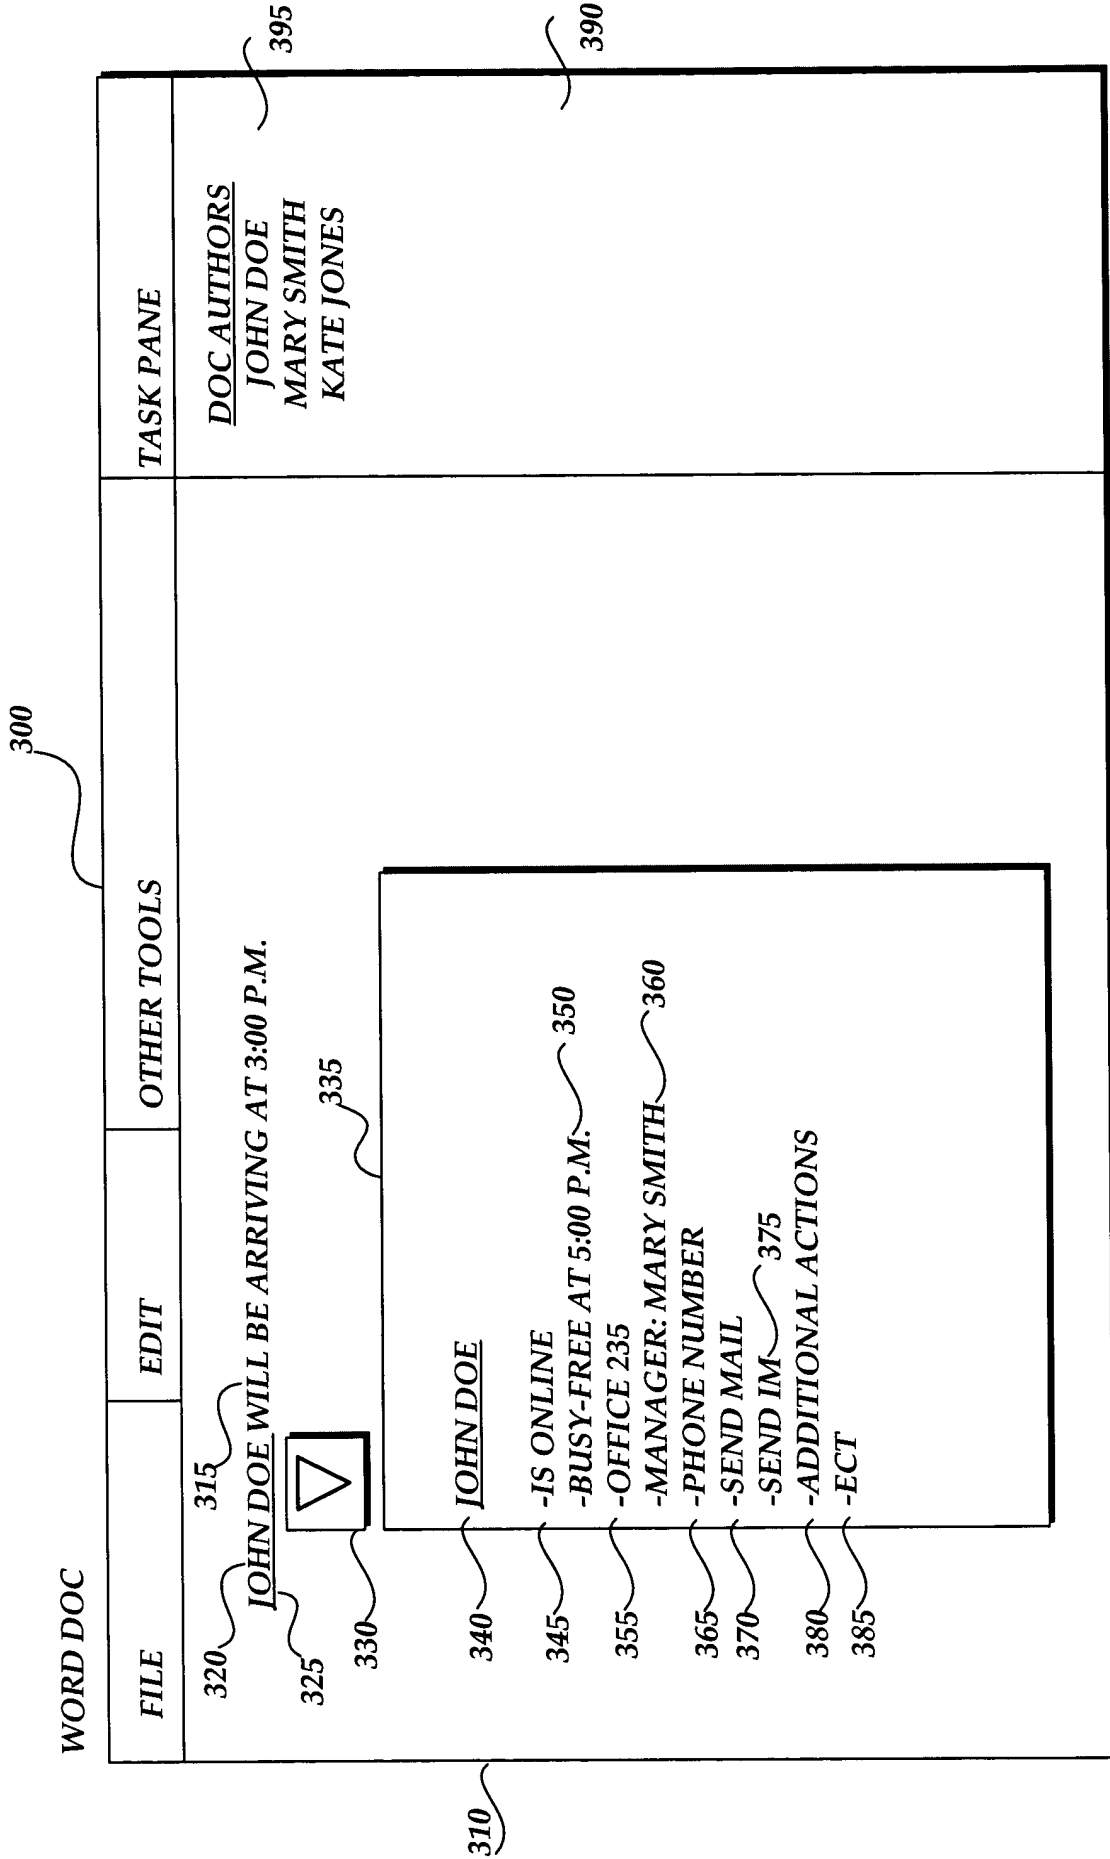 300
WORD DOC
FILE EDIT OTHER TOOLS TASK PANE
315
320 JOHN DOE WILL BE ARRIVING AT 3:00 P.M.
325
330
335
DOC AUTHORS 395
JOHN DOE
MARY SMITH
KATE JONES
310
340 JOHN DOE
345 -IS ONLINE
-BUSY-FREE AT 5:00 P.M. 350
355 -OFFICE 235
-MANAGER: MARY SMITH 360
390
365 -PHONE NUMBER
370 -SEND MAIL
-SEND IM 375
380 -ADDITIONAL ACTIONS
385 -ECT